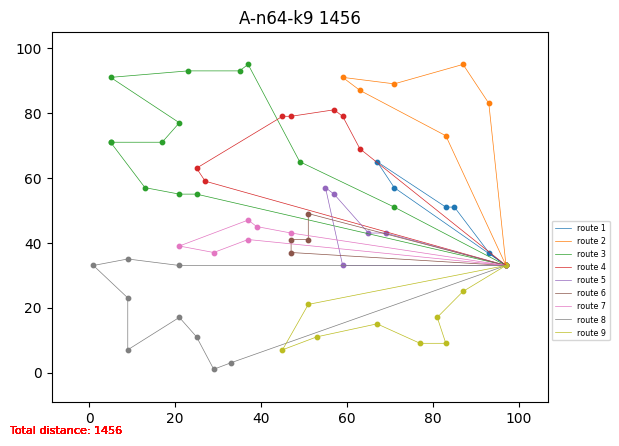 A-n64-k9 1456
100
80
60
40
20
0
0 20 40 60 80 100
route 1
route 2
route 3
route 4
route 5
route 6
route 7
route 8
route 9
Total distance: 1456